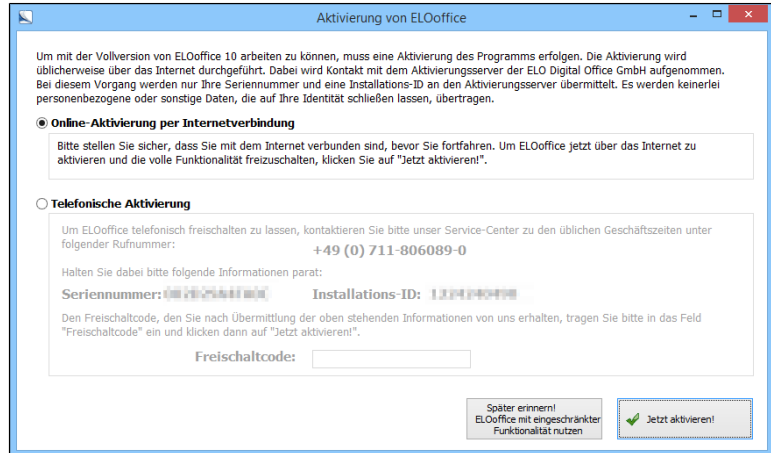 Aktivierung von ELOoffice
Um mit der Vollversion von ELOoffice 10 arbeiten zu können, muss eine Aktivierung des Programms erfolgen. Die Aktivierung wird
üblicherweise über das Internet durchgeführt. Dabei wird Kontakt mit dem Aktivierungsserver der ELO Digital Office GmbH aufgenommen.
Bei diesem Vorgang werden nur Ihre Seriennummer und eine Installations-ID an den Aktivierungsserver übermittelt. Es werden keinerlei
personenbezogene oder sonstige Daten, die auf Ihre Identität schließen lassen, übertragen.
Online-Aktivierung per Internetverbindung
Bitte stellen Sie sicher, dass Sie mit dem Internet verbunden sind, bevor Sie fortfahren. Um ELOoffice jetzt über das Internet zu
aktivieren und die volle Funktionalität freizuschalten, klicken Sie auf "Jetzt aktivieren!".
Telefonische Aktivierung
Um ELOoffice telefonisch freischalten zu lassen, kontaktieren Sie bitte unser Service-Center zu den üblichen Geschäftszeiten unter
folgender Rufnummer:
+49 (0) 711-806089-0
Halten Sie dabei bitte folgende Informationen parat:
Seriennummer: Installations-ID:
Den Freischaltcode, den Sie nach Übermittlung der oben stehenden Informationen von uns erhalten, tragen Sie bitte in das Feld
"Freischaltcode" ein und klicken dann auf "Jetzt aktivieren!".
Freischaltcode:
Später erinnern!
ELOoffice mit eingeschränkter
Funktionalität nutzen
Jetzt aktivieren!